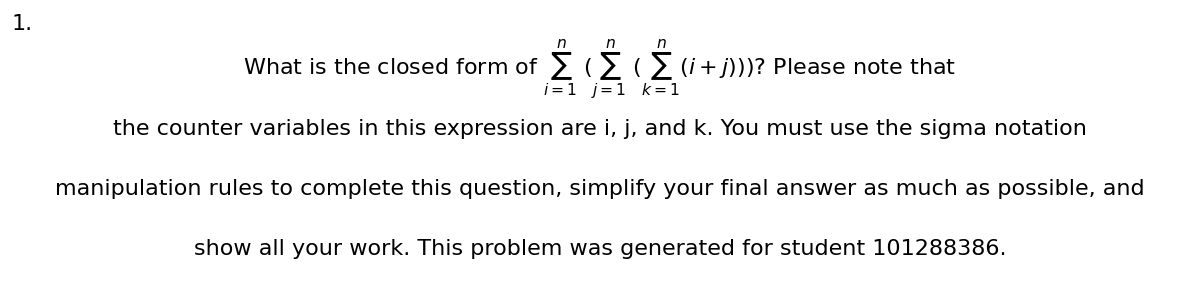 1.
What is the closed form of $\sum_{i=1}^{n} (\sum_{j=1}^{n} (\sum_{k=1}^{n} (i + j)))$? Please note that
the counter variables in this expression are i, j, and k. You must use the sigma notation
manipulation rules to complete this question, simplify your final answer as much as possible, and
show all your work. This problem was generated for student 101288386.